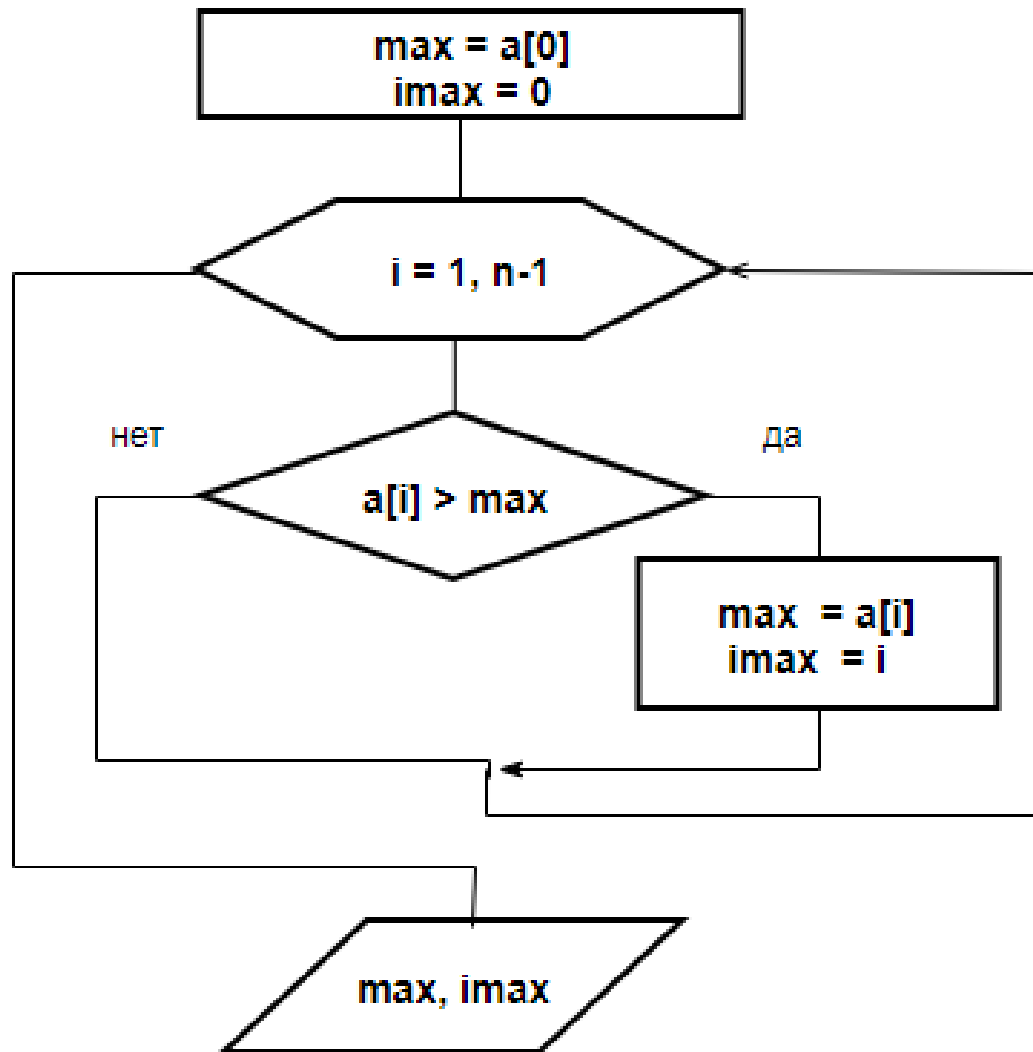 max = a[0]
imax = 0
i = 1, n-1
нет
да
a[i] > max
max  = a[i]
imax  = i
max, imax